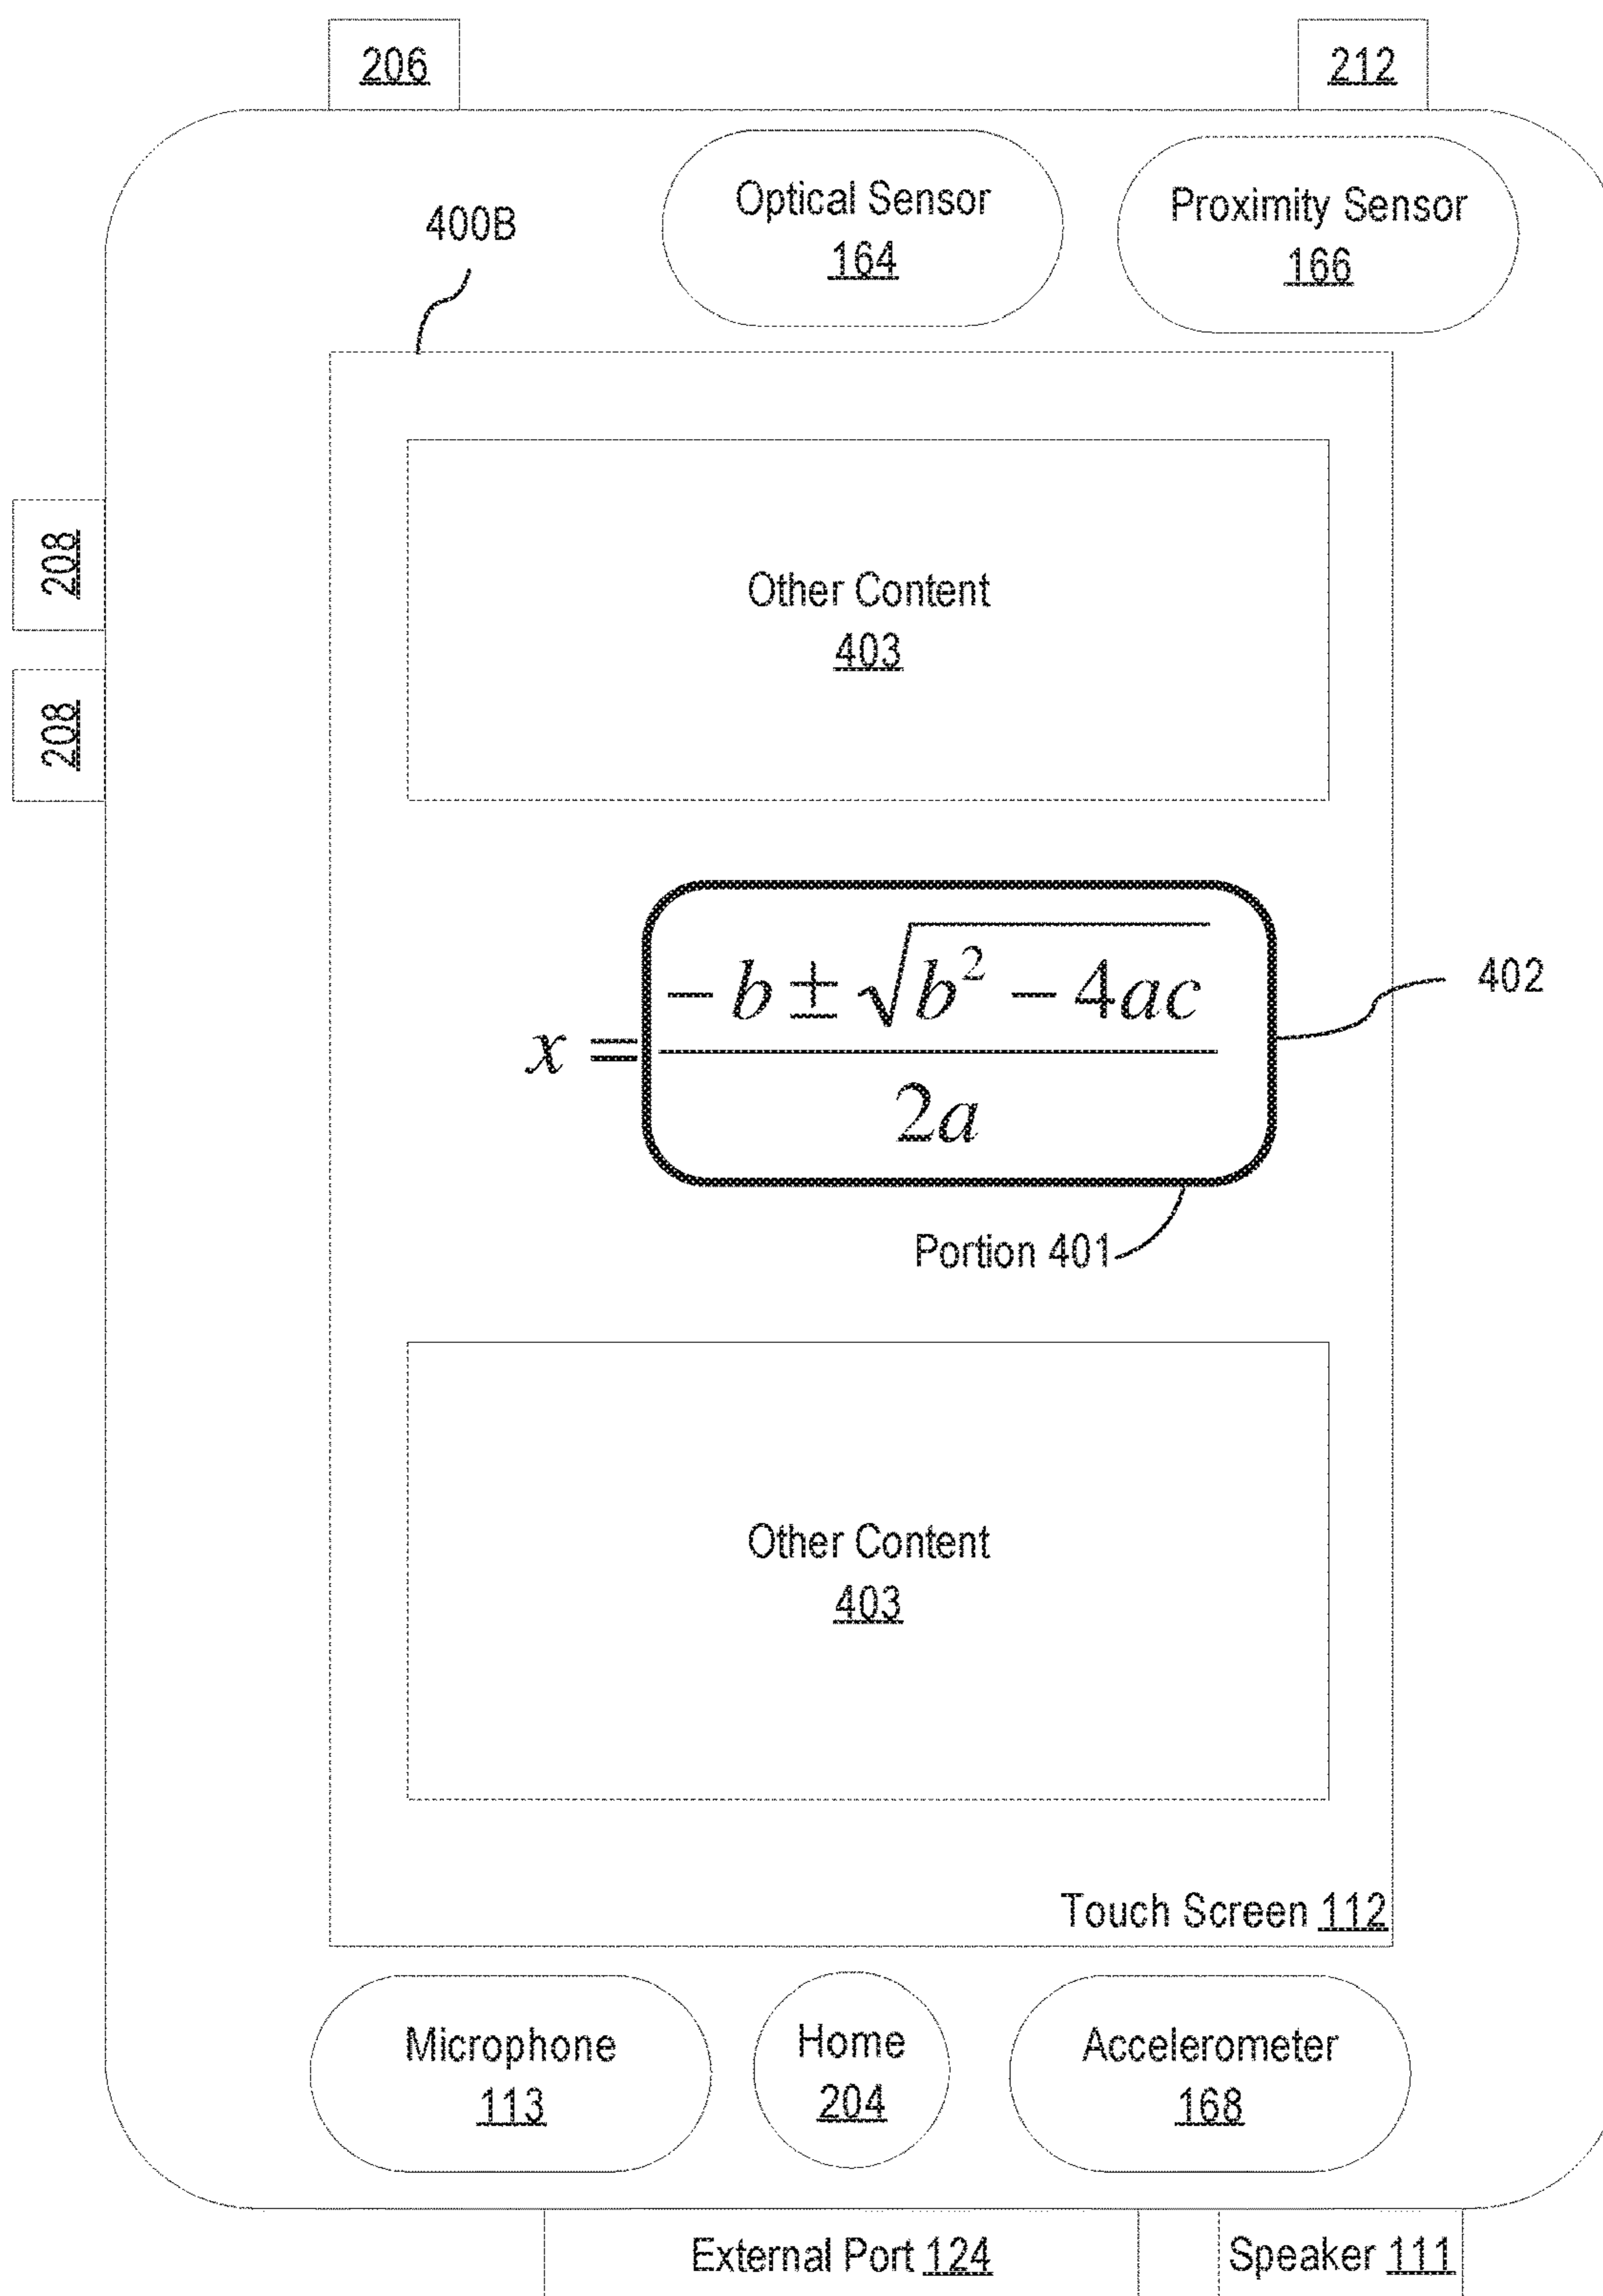 206
212
Optical Sensor
164
Proximity Sensor
166
400B
208
208
Other Content
403
x = (-b ± √(b² - 4ac)) / 2a
402
Portion 401
Other Content
403
Touch Screen 112
Microphone
113
Home
204
Accelerometer
168
External Port 124
Speaker 111